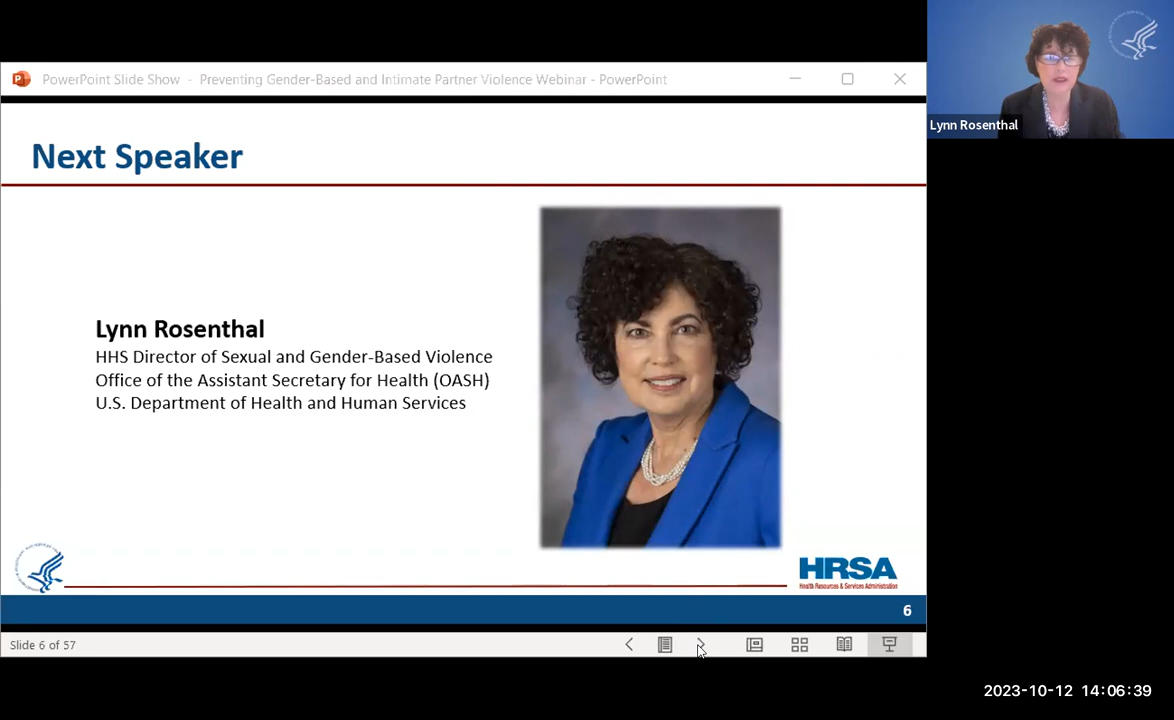 PowerPoint Slide Show - Preventing Gender-Based and Intimate Partner Violence Webinar - PowerPoint
Lynn Rosenthal
Next Speaker
Lynn Rosenthal
HHS Director of Sexual and Gender-Based Violence
Office of the Assistant Secretary for Health (OASH)
U.S. Department of Health and Human Services
HRSA
Health Resources & Services Administration
6
Slide 6 of 57
2023-10-12 14:06:39